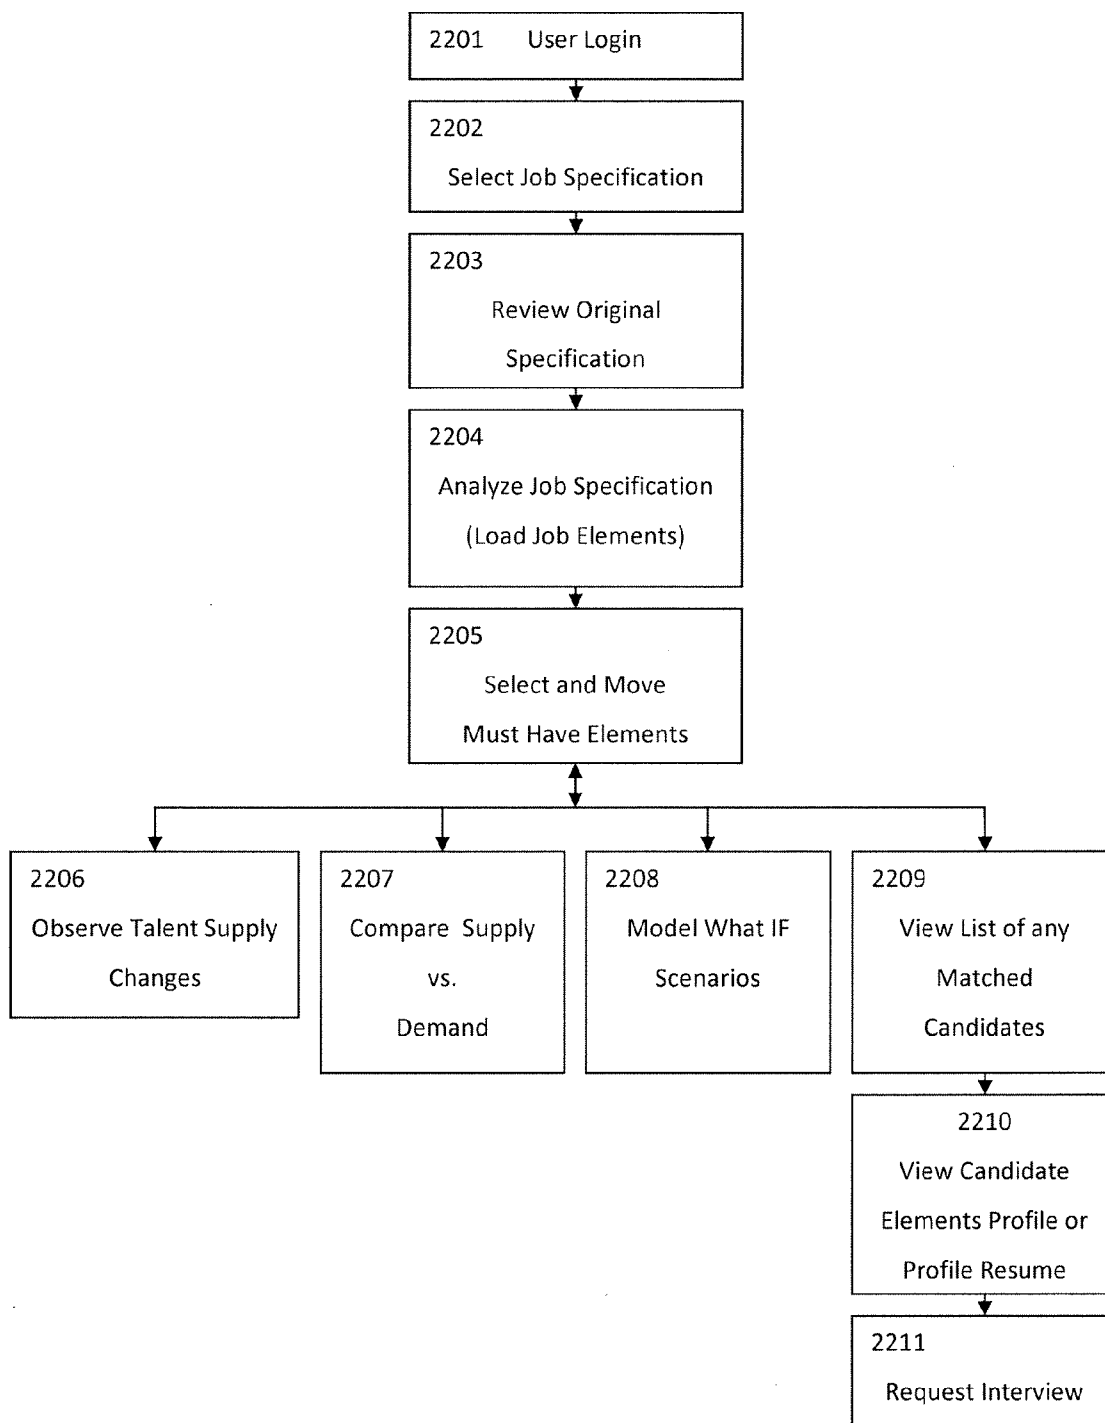 2201 User Login
2202
Select Job Specification
2203
Review Original
Specification
2204
Analyze Job Specification
(Load Job Elements)
2205
Select and Move
Must Have Elements
2206
Observe Talent Supply
Changes
2207
Compare Supply
vs.
Demand
2208
Model What IF
Scenarios
2209
View List of any
Matched
Candidates
2210
View Candidate
Elements Profile or
Profile Resume
2211
Request Interview